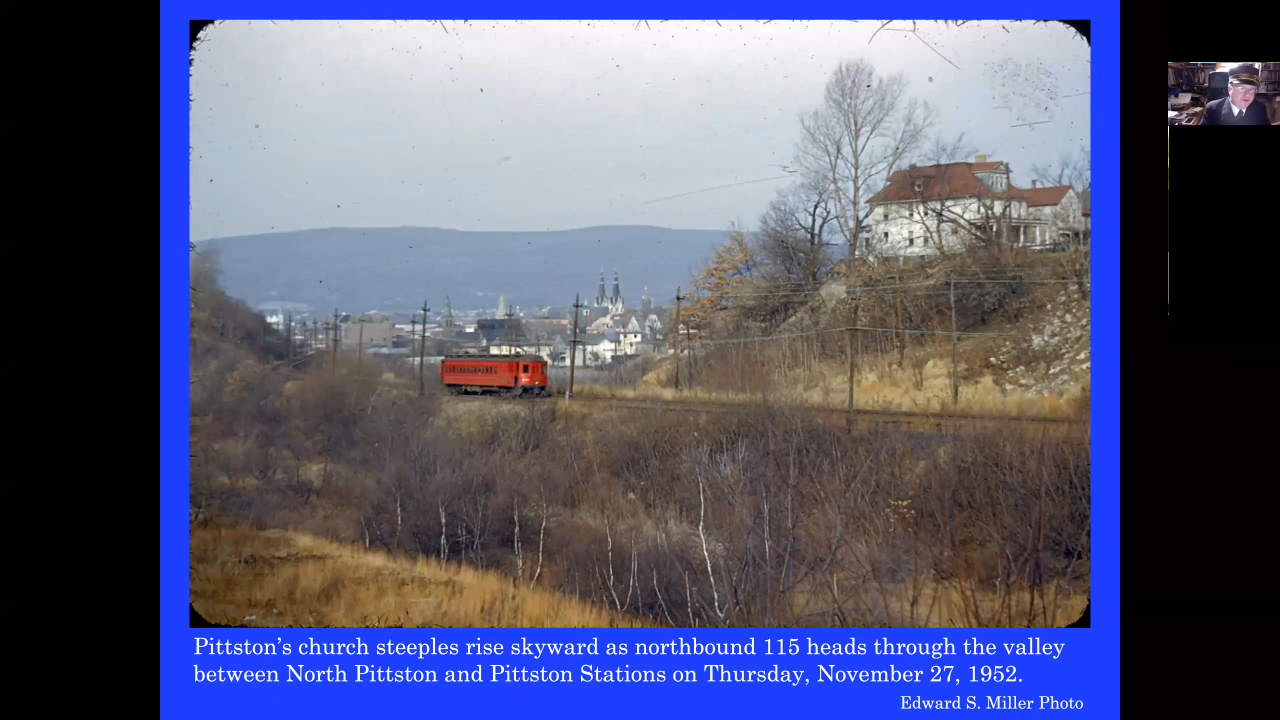 Pittston's church steeples rise skyward as northbound 115 heads through the valley
between North Pittston and Pittston Stations on Thursday, November 27, 1952.
Edward S. Miller Photo